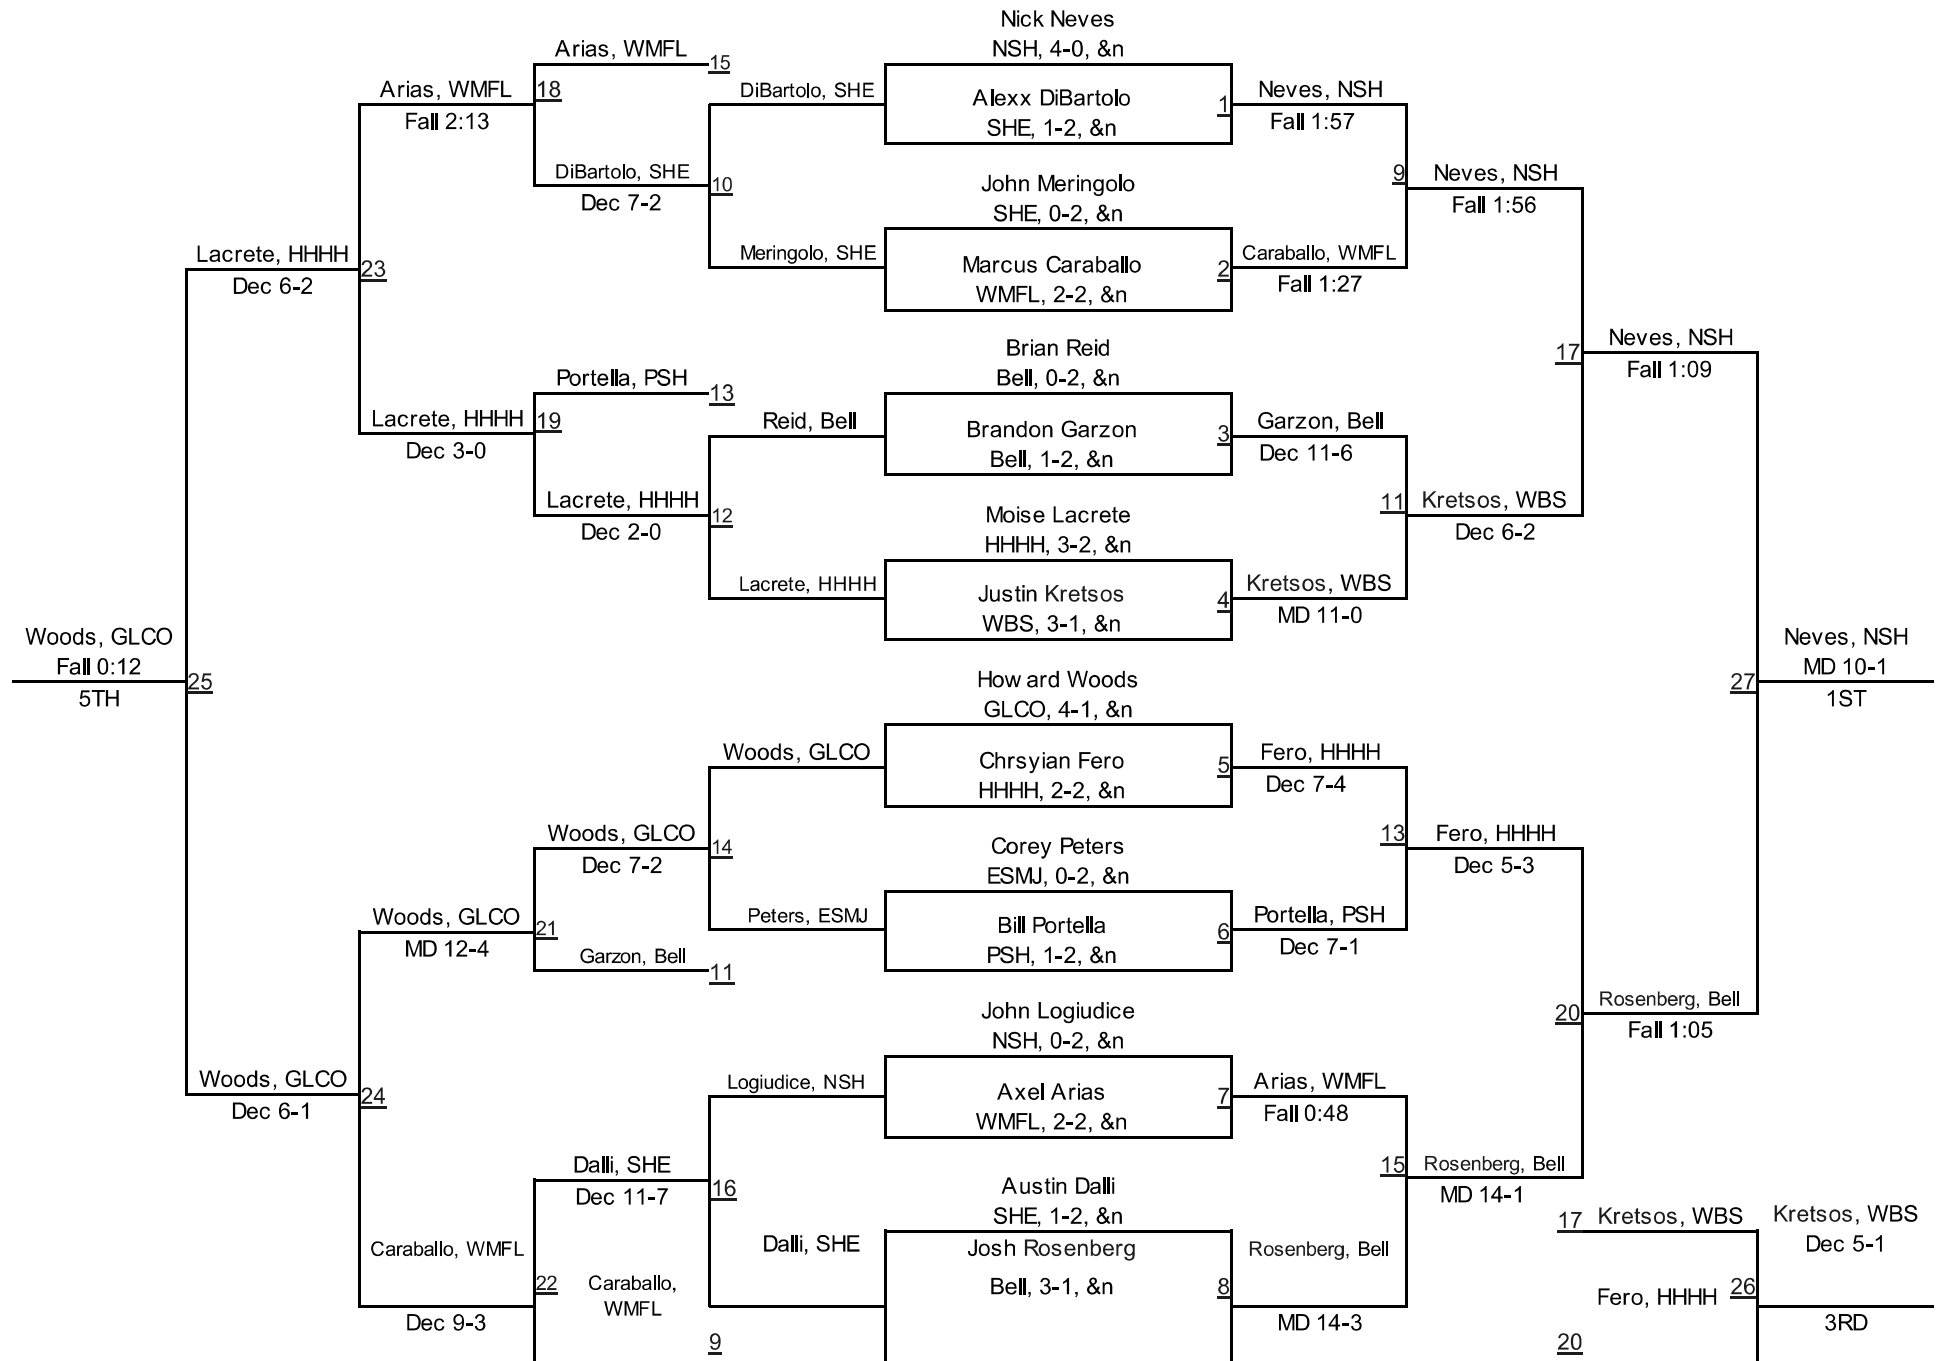 Nick Neves
NSH, 4-0, &n
Arias, WMFL
15
Arias, WMFL
18
Fall 2:13
DiBartolo, SHE
Alexx DiBartolo
SHE, 1-2, &n
1
Neves, NSH
Fall 1:57
DiBartolo, SHE
10
Dec 7-2
John Meringolo
SHE, 0-2, &n
9
Neves, NSH
Fall 1:56
Lacrete, HHHH
23
Dec 6-2
Meringolo, SHE
Marcus Caraballo
WMFL, 2-2, &n
2
Caraballo, WMFL
Fall 1:27
Brian Reid
Bell, 0-2, &n
17
Neves, NSH
Fall 1:09
Portella, PSH
13
Lacrete, HHHH
19
Dec 3-0
Reid, Bell
Brandon Garzon
Bell, 1-2, &n
3
Garzon, Bell
Dec 11-6
Lacrete, HHHH
12
Dec 2-0
Moise Lacrete
HHHH, 3-2, &n
11
Kretsos, WBS
Dec 6-2
Lacrete, HHHH
Justin Kretsos
WBS, 3-1, &n
4
Kretsos, WBS
MD 11-0
Woods, GLCO
Fall 0:12
5TH
25
Neves, NSH
MD 10-1
1ST
27
How ard Woods
GLCO, 4-1, &n
Woods, GLCO
Chrsyian Fero
HHHH, 2-2, &n
5
Fero, HHHH
Dec 7-4
Woods, GLCO
14
Dec 7-2
Corey Peters
ESMJ, 0-2, &n
13
Fero, HHHH
Dec 5-3
Woods, GLCO
21
MD 12-4
Peters, ESMJ
Bill Portella
PSH, 1-2, &n
6
Portella, PSH
Dec 7-1
Garzon, Bell
11
John Logiudice
NSH, 0-2, &n
20
Rosenberg, Bell
Fall 1:05
Woods, GLCO
24
Dec 6-1
Logiudice, NSH
Axel Arias
WMFL, 2-2, &n
7
Arias, WMFL
Fall 0:48
Dalli, SHE
16
Dec 11-7
Austin Dalli
SHE, 1-2, &n
15
Rosenberg, Bell
MD 14-1
Caraballo, WMFL
22
Dec 9-3
Caraballo,
WMFL
9
Dalli, SHE
Josh Rosenberg
Bell, 3-1, &n
8
Rosenberg, Bell
MD 14-3
17
Kretsos, WBS
Kretsos, WBS
Dec 5-1
Fero, HHHH
26
3RD
20